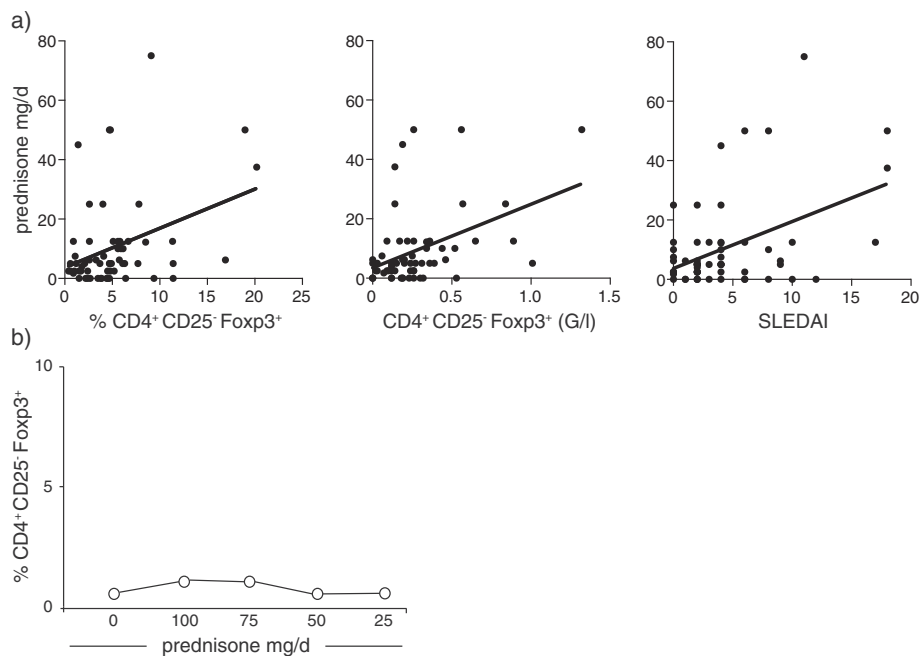 a)
80
60
40
20
0
prednisone mg/d
0 5 10 15 20 25
% CD4⁺ CD25⁻ Foxp3⁺
80
60
40
20
0
0.0 0.5 1.0 1.5
CD4⁺ CD25⁻ Foxp3⁺ (G/l)
80
60
40
20
0
0 5 10 15 20
SLEDAI
b)
10
5
0
% CD4⁺ CD25⁻ Foxp3⁺
0 100 75 50 25
prednisone mg/d